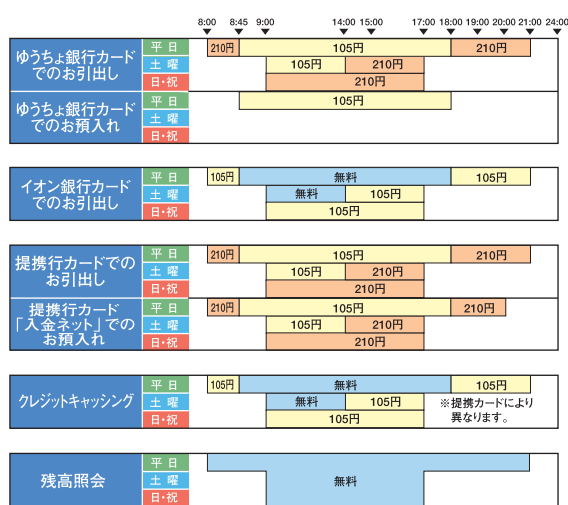 8:00 8:45 9:00 14:00 15:00 17:00 18:00 19:00 20:00 21:00 24:00
ゆうちょ銀行カード
でのお引出し
平 日 210円 105円 210円
土 曜 105円 210円
日・祝 210円
ゆうちょ銀行カード
でのお預入れ
平 日 105円
土 曜
日・祝
イオン銀行カード
でのお引出し
平 日 105円 無料 105円
土 曜 無料 105円
日・祝 105円
提携行カードでの
お引出し
平 日 210円 105円 210円
土 曜 105円 210円
日・祝 210円
提携行カード
「入金ネット」での
お預入れ
平 日 210円 105円 210円
土 曜 105円 210円
日・祝 210円
クレジットキャッシング
平 日 105円 無料 105円
土 曜 無料 105円
日・祝 105円
※提携カードにより
異なります。
残高照会
平 日
土 曜 無料
日・祝